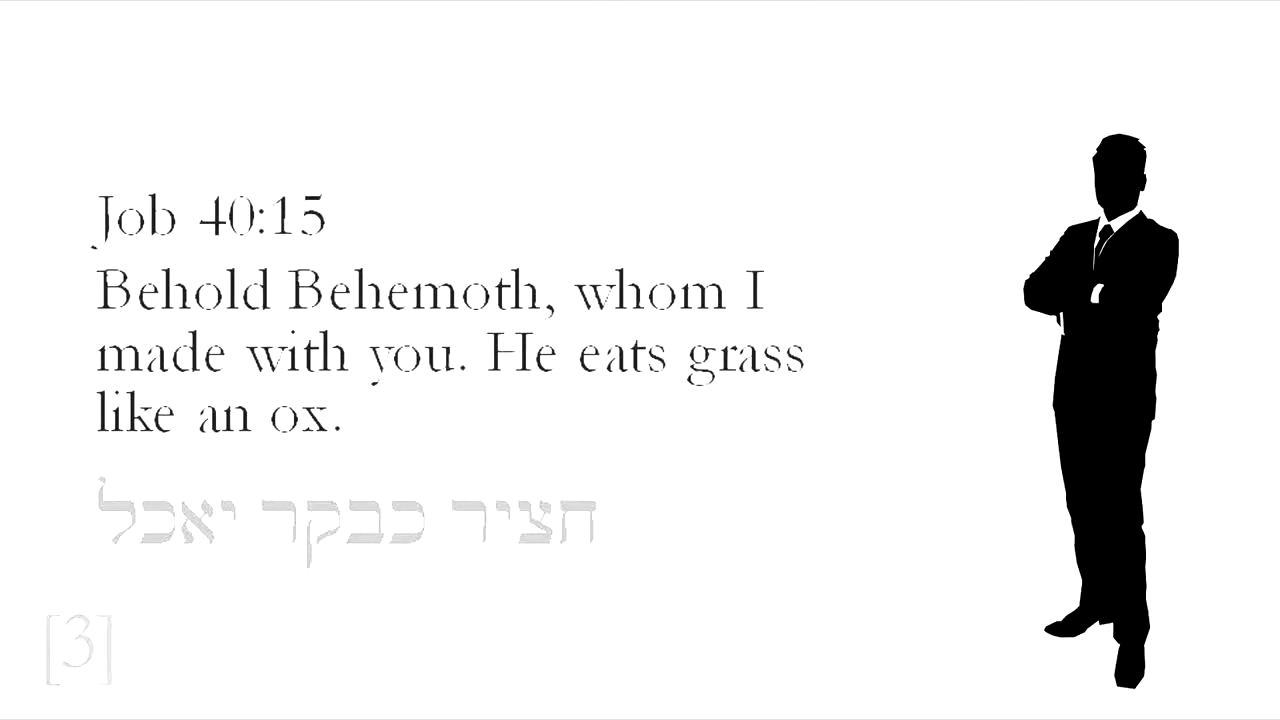 Job 40:15
Behold Behemoth, whom I
made with you. He eats grass
like an ox.
חציר כבקר יאכל
[3]